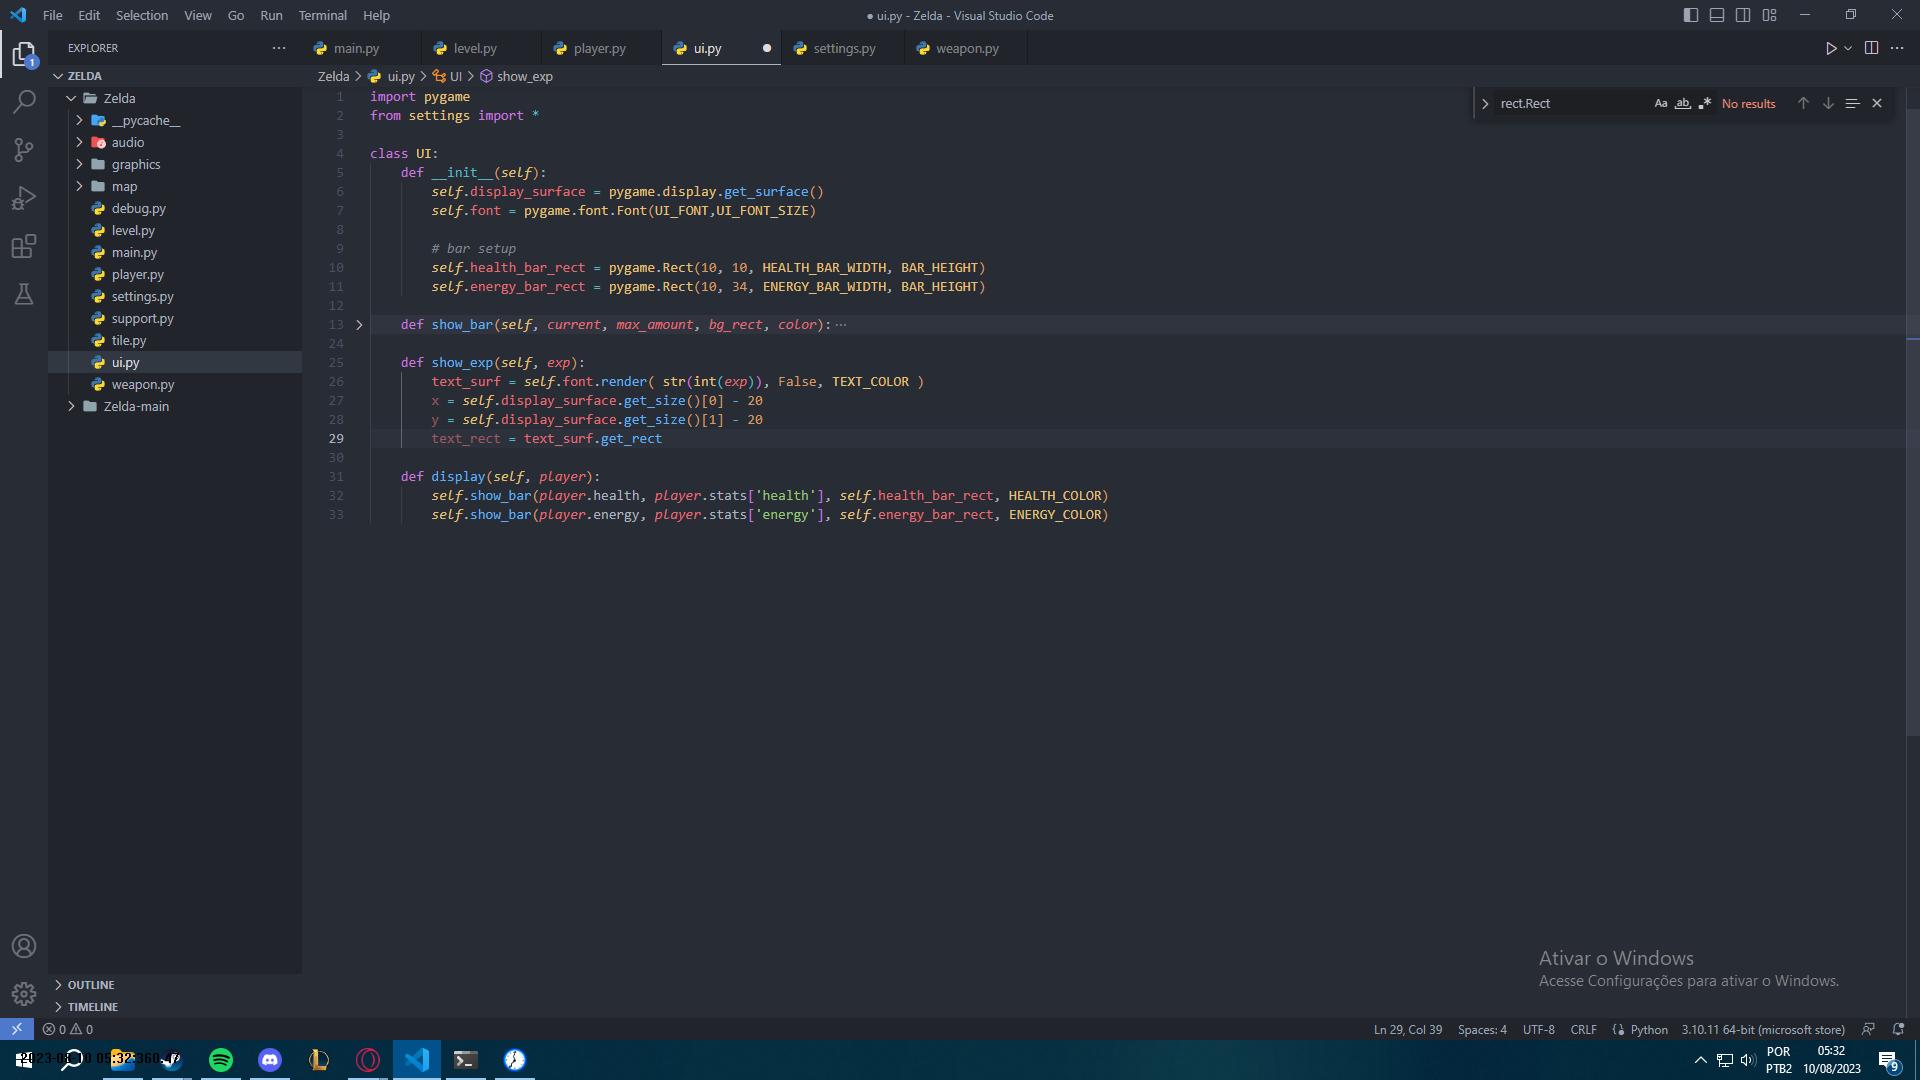 File Edit Selection View Go Run Terminal Help
● ui.py - Zelda - Visual Studio Code
EXPLORER
main.py level.py player.py ui.py settings.py weapon.py
Zelda > ui.py > UI > show_exp
rect.Rect Aa ab .* No results
ZELDA
Zelda
__pycache__
audio
graphics
map
debug.py
level.py
main.py
player.py
settings.py
support.py
tile.py
ui.py
weapon.py
Zelda-main
OUTLINE
TIMELINE
1 import pygame
2 from settings import *
3
4 class UI:
5 def __init__(self):
6 self.display_surface = pygame.display.get_surface()
7 self.font = pygame.font.Font(UI_FONT,UI_FONT_SIZE)
8
9 # bar setup
10 self.health_bar_rect = pygame.Rect(10, 10, HEALTH_BAR_WIDTH, BAR_HEIGHT)
11 self.energy_bar_rect = pygame.Rect(10, 34, ENERGY_BAR_WIDTH, BAR_HEIGHT)
12
13 def show_bar(self, current, max_amount, bg_rect, color): ⋯
24
25 def show_exp(self, exp):
26 text_surf = self.font.render( str(int(exp)), False, TEXT_COLOR )
27 x = self.display_surface.get_size()[0] - 20
28 y = self.display_surface.get_size()[1] - 20
29 text_rect = text_surf.get_rect
30
31 def display(self, player):
32 self.show_bar(player.health, player.stats['health'], self.health_bar_rect, HEALTH_COLOR)
33 self.show_bar(player.energy, player.stats['energy'], self.energy_bar_rect, ENERGY_COLOR)
Ativar o Windows
Acesse Configurações para ativar o Windows.
0 0
Ln 29, Col 39 Spaces: 4 UTF-8 CRLF Python 3.10.11 64-bit (microsoft store)
POR
PTB2
05:32
10/08/2023
9
1